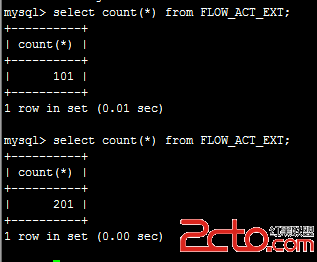 mysql> select count(*) from FLOW_ACT_EXT;
+----------+
| count(*) |
+----------+
|      101 |
+----------+
1 row in set (0.01 sec)

mysql> select count(*) from FLOW_ACT_EXT;
+----------+
| count(*) |
+----------+
|      201 |
+----------+
1 row in set (0.00 sec)
2cto
.com
红黑联盟